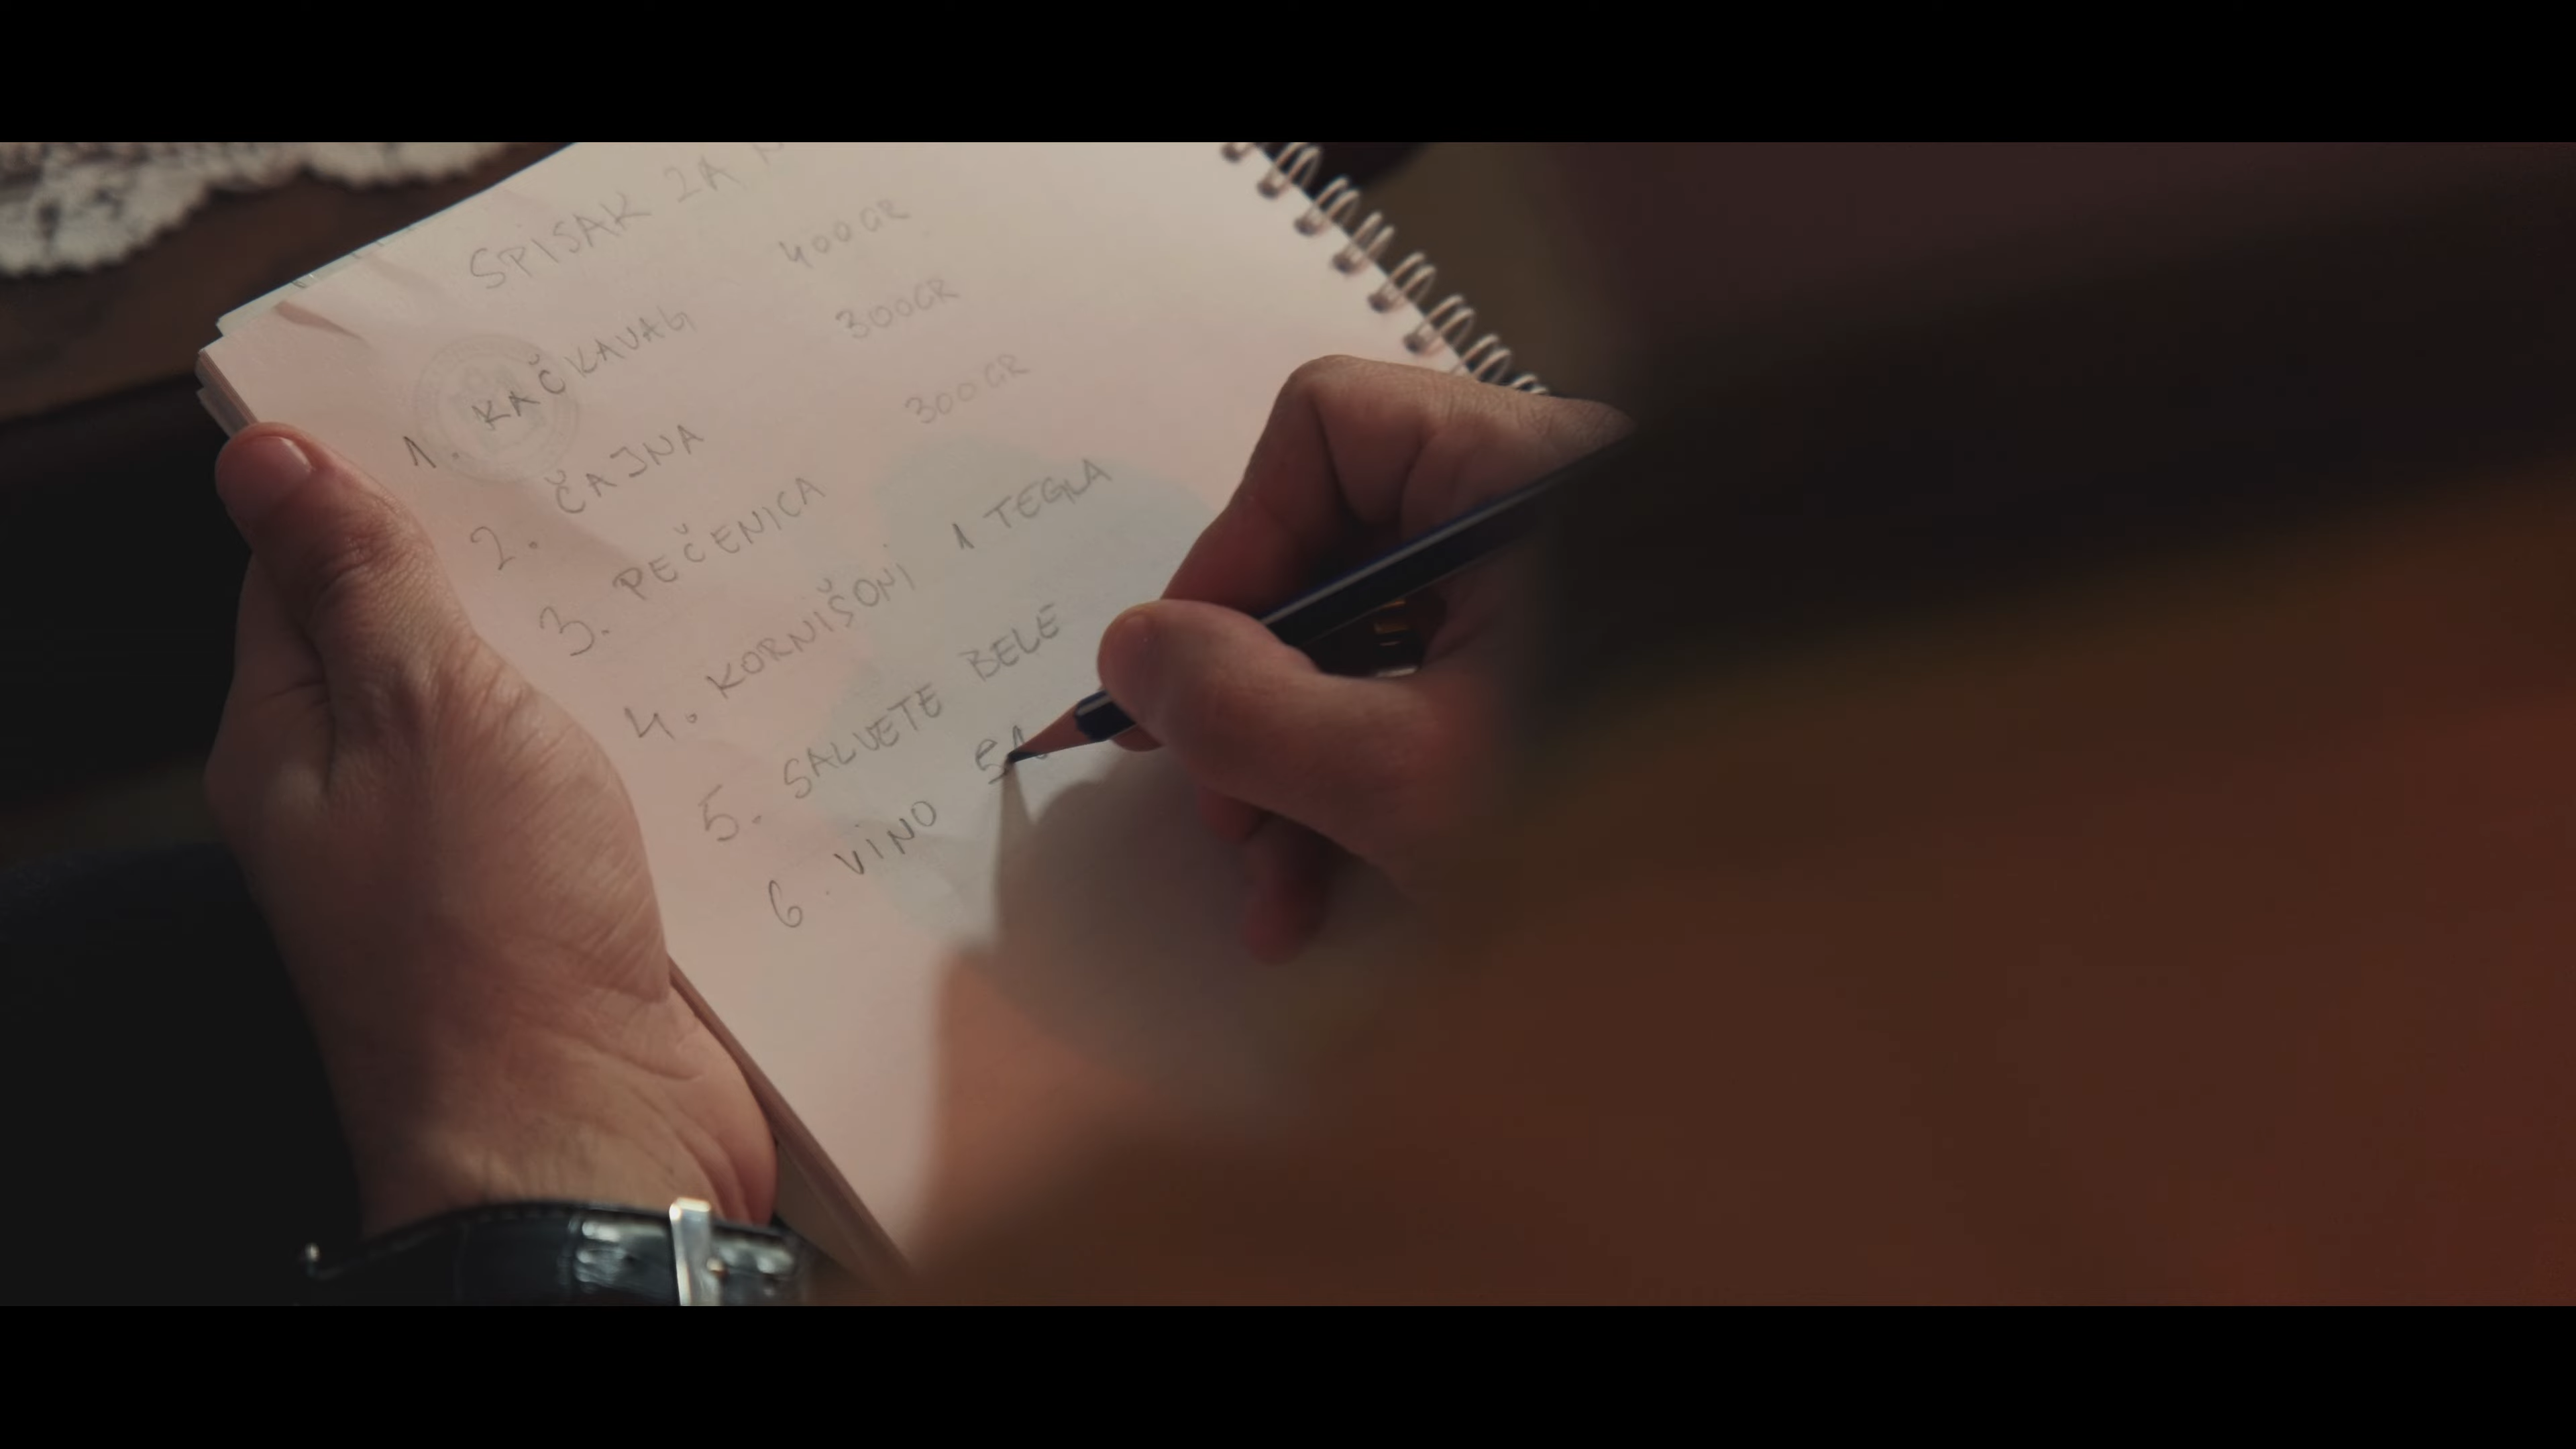 SPISAK ZA
1. KAČKAVALJ 400GR
2. ČAJNA 300GR
3. PEČENICA 300GR
4. KORNIŠONI 1 TEGLA
5. SALVETE BELE
6. VINO